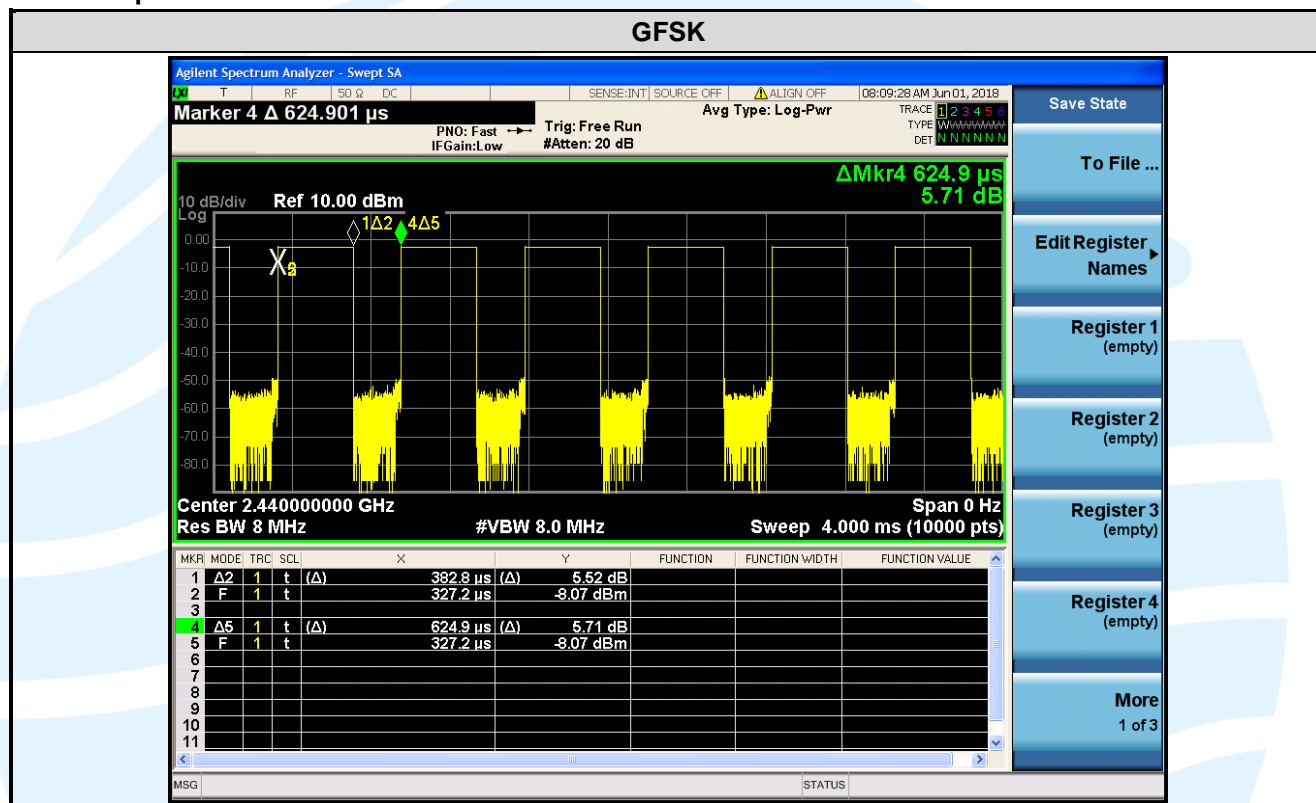 GFSK
Agilent Spectrum Analyzer - Swept SA
LXI T RF 50 Ω DC SENSE:INT SOURCE OFF ALIGN OFF 08:09:28 AM Jun 01, 2018
Marker 4 Δ 624.901 µs
PNO: Fast
IFGain:Low
Trig: Free Run
#Atten: 20 dB
Avg Type: Log-Pwr
TRACE 1 2 3 4 5 6
TYPE WWWWWW
DET N N N N N N
ΔMkr4 624.9 µs
5.71 dB
10 dB/div Ref 10.00 dBm
Log
1Δ2 4Δ5
0.00
-10.0
-20.0
-30.0
-40.0
-50.0
-60.0
-70.0
-80.0
Center 2.440000000 GHz Span 0 Hz
Res BW 8 MHz #VBW 8.0 MHz Sweep 4.000 ms (10000 pts)
MKR MODE TRC SCL X Y FUNCTION FUNCTION WIDTH FUNCTION VALUE
1 Δ2 1 t (Δ) 382.8 µs (Δ) 5.52 dB
2 F 1 t 327.2 µs -8.07 dBm
3
4 Δ5 1 t (Δ) 624.9 µs (Δ) 5.71 dB
5 F 1 t 327.2 µs -8.07 dBm
6
7
8
9
10
11
MSG STATUS
Save State
To File ...
Edit Register
Names
Register 1
(empty)
Register 2
(empty)
Register 3
(empty)
Register 4
(empty)
More
1 of 3